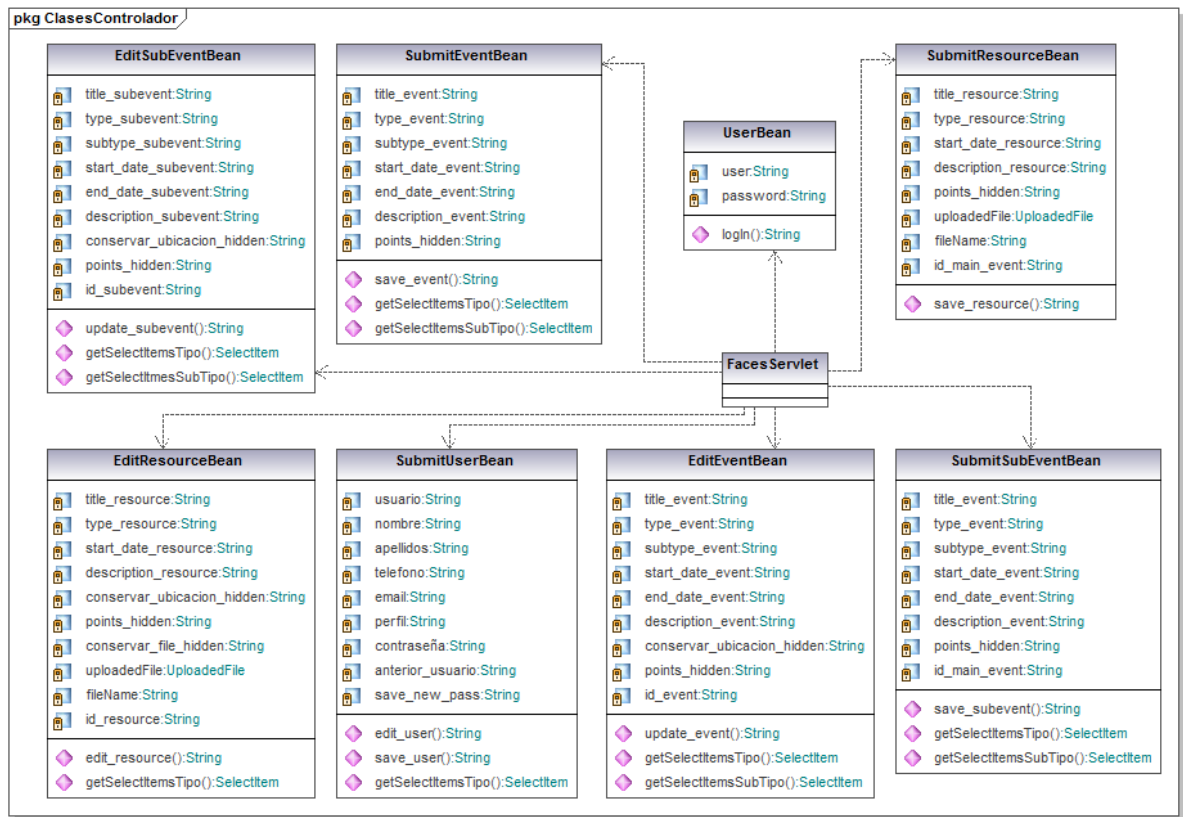 pkg ClasesControlador
EditSubEventBean
title_subevent:String
type_subevent:String
subtype_subevent:String
start_date_subevent:String
end_date_subevent:String
description_subevent:String
conservar_ubicacion_hidden:String
points_hidden:String
id_subevent:String
update_subevent():String
getSelectItemsTipo():SelectItem
getSelectItmesSubTipo():SelectItem
SubmitEventBean
title_event:String
type_event:String
subtype_event:String
start_date_event:String
end_date_event:String
description_event:String
points_hidden:String
save_event():String
getSelectItemsTipo():SelectItem
getSelectItemsSubTipo():SelectItem
UserBean
user:String
password:String
logIn():String
SubmitResourceBean
title_resource:String
type_resource:String
start_date_resource:String
description_resource:String
points_hidden:String
uploadedFile:UploadedFile
fileName:String
id_main_event:String
save_resource():String
FacesServlet
EditResourceBean
title_resource:String
type_resource:String
start_date_resource:String
description_resource:String
conservar_ubicacion_hidden:String
points_hidden:String
conservar_file_hidden:String
uploadedFile:UploadedFile
fileName:String
id_resource:String
edit_resource():String
getSelectItemsTipo():SelectItem
SubmitUserBean
usuario:String
nombre:String
apellidos:String
telefono:String
email:String
perfil:String
contraseña:String
anterior_usuario:String
save_new_pass:String
edit_user():String
save_user():String
getSelectItemsTipo():SelectItem
EditEventBean
title_event:String
type_event:String
subtype_event:String
start_date_event:String
end_date_event:String
description_event:String
conservar_ubicacion_hidden:String
points_hidden:String
id_event:String
update_event():String
getSelectItemsTipo():SelectItem
getSelectItemsSubTipo():SelectItem
SubmitSubEventBean
title_event:String
type_event:String
subtype_event:String
start_date_event:String
end_date_event:String
description_event:String
points_hidden:String
id_main_event:String
save_subevent():String
getSelectItemsTipo():SelectItem
getSelectItemsSubTipo():SelectItem